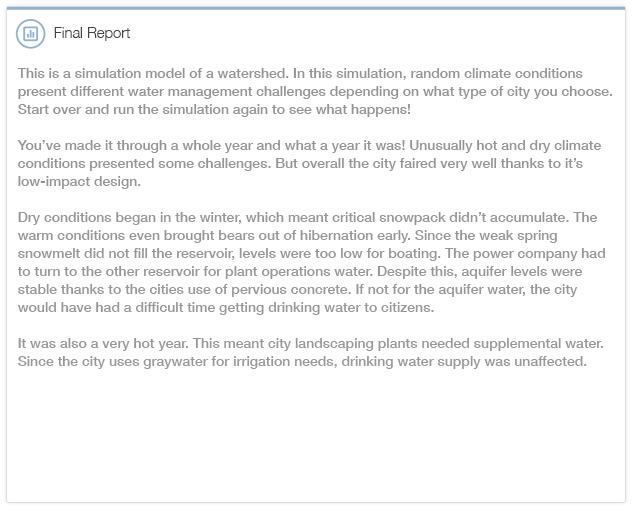 Final Report
This is a simulation model of a watershed. In this simulation, random climate conditions
present different water management challenges depending on what type of city you choose.
Start over and run the simulation again to see what happens!
You've made it through a whole year and what a year it was! Unusually hot and dry climate
conditions presented some challenges. But overall the city faired very well thanks to it's
low-impact design.
Dry conditions began in the winter, which meant critical snowpack didn't accumulate. The
warm conditions even brought bears out of hibernation early. Since the weak spring
snowmelt did not fill the reservoir, levels were too low for boating. The power company had
to turn to the other reservoir for plant operations water. Despite this, aquifer levels were
stable thanks to the cities use of pervious concrete. If not for the aquifer water, the city
would have had a difficult time getting drinking water to citizens.
It was also a very hot year. This meant city landscaping plants needed supplemental water.
Since the city uses graywater for irrigation needs, drinking water supply was unaffected.